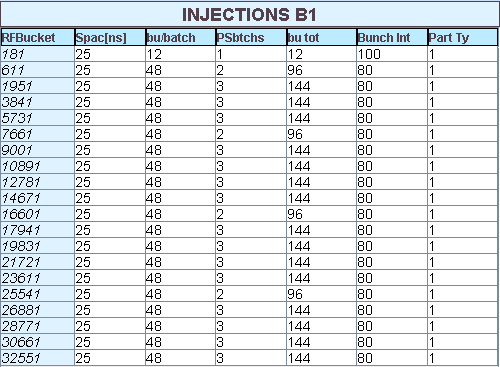 INJECTIONS B1
RFBucket Spac[ns] bu/batch PSbtchs bu tot Bunch Int Part Ty
181 25 12 1 12 100 1
611 25 48 2 96 80 1
1951 25 48 3 144 80 1
3841 25 48 3 144 80 1
5731 25 48 3 144 80 1
7661 25 48 2 96 80 1
9001 25 48 3 144 80 1
10891 25 48 3 144 80 1
12781 25 48 3 144 80 1
14671 25 48 3 144 80 1
16601 25 48 2 96 80 1
17941 25 48 3 144 80 1
19831 25 48 3 144 80 1
21721 25 48 3 144 80 1
23611 25 48 3 144 80 1
25541 25 48 2 96 80 1
26881 25 48 3 144 80 1
28771 25 48 3 144 80 1
30661 25 48 3 144 80 1
32551 25 48 3 144 80 1